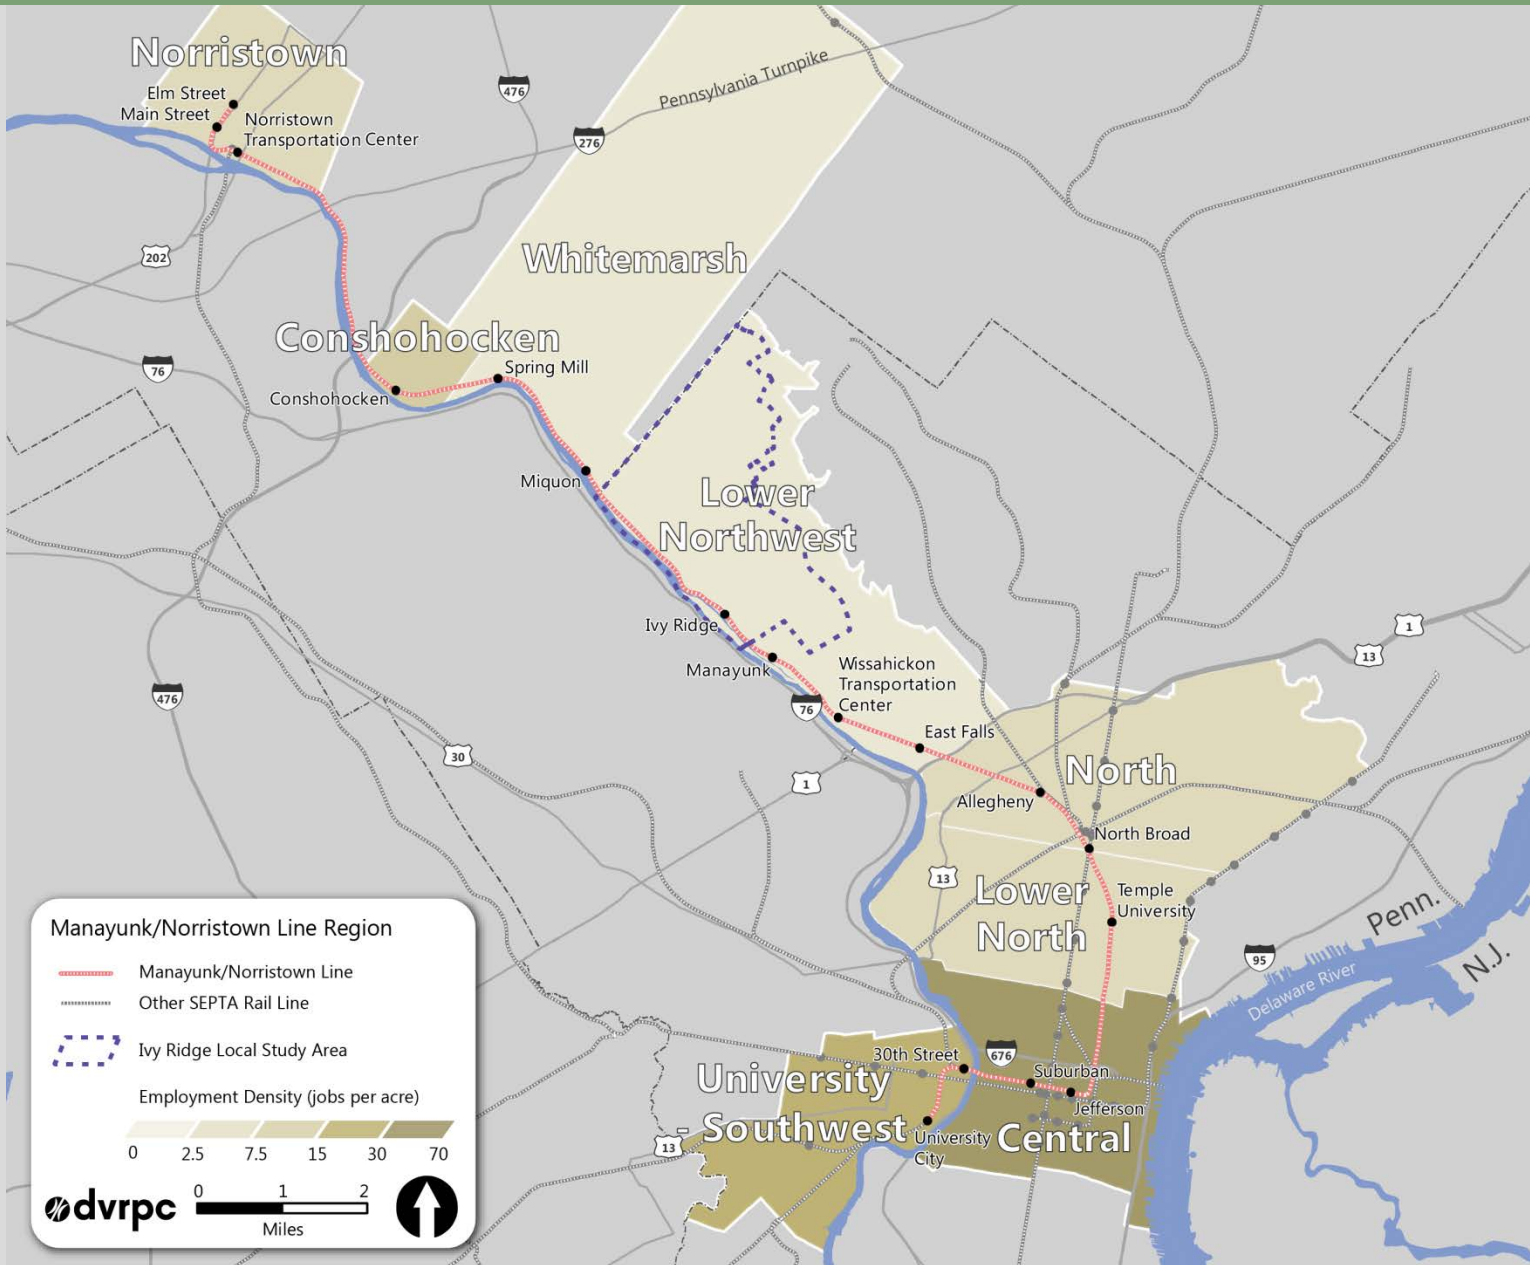 Norristown
Elm Street
Main Street
Norristown
Transportation Center
476
Pennsylvania Turnpike
276
202
Whitemarsh
Conshohocken
Spring Mill
76
Conshohocken
Miquon
Lower
Northwest
Ivy Ridge
Manayunk
Wissahickon
Transportation
Center
76
476
30
1
East Falls
1
13
North
Allegheny
North Broad
13
Lower
North
Temple
University
Penn.
N.J.
95
Delaware River
30th Street
676
Suburban
Jefferson
University
- Southwest
University
City
Central
13
Manayunk/Norristown Line Region
Manayunk/Norristown Line
Other SEPTA Rail Line
Ivy Ridge Local Study Area
Employment Density (jobs per acre)
0 2.5 7.5 15 30 70
dvrpc
0 1 2
Miles